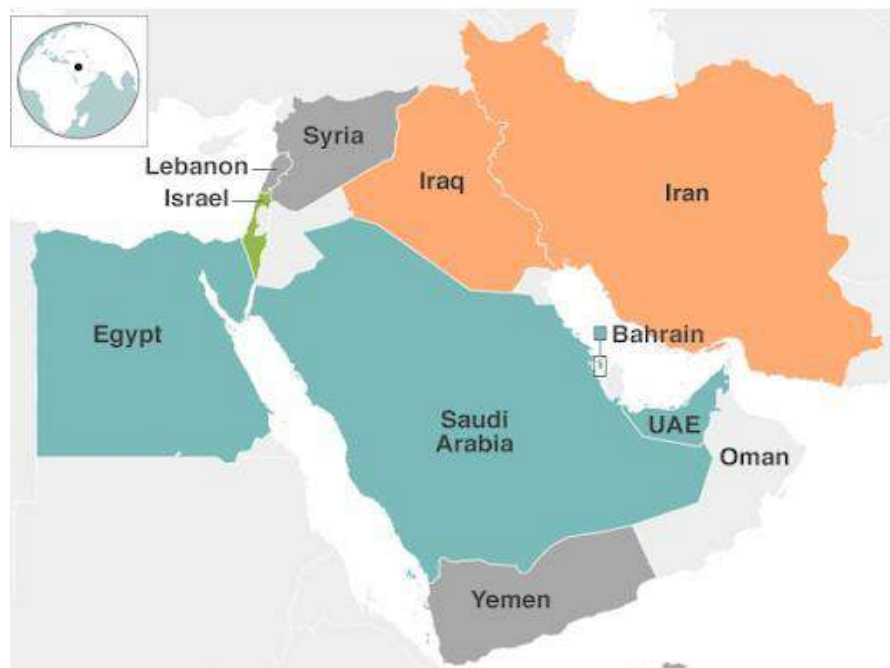 Syria
Lebanon
Israel
Iraq
Iran
Egypt
Bahrain
Saudi
Arabia
UAE
Oman
Yemen